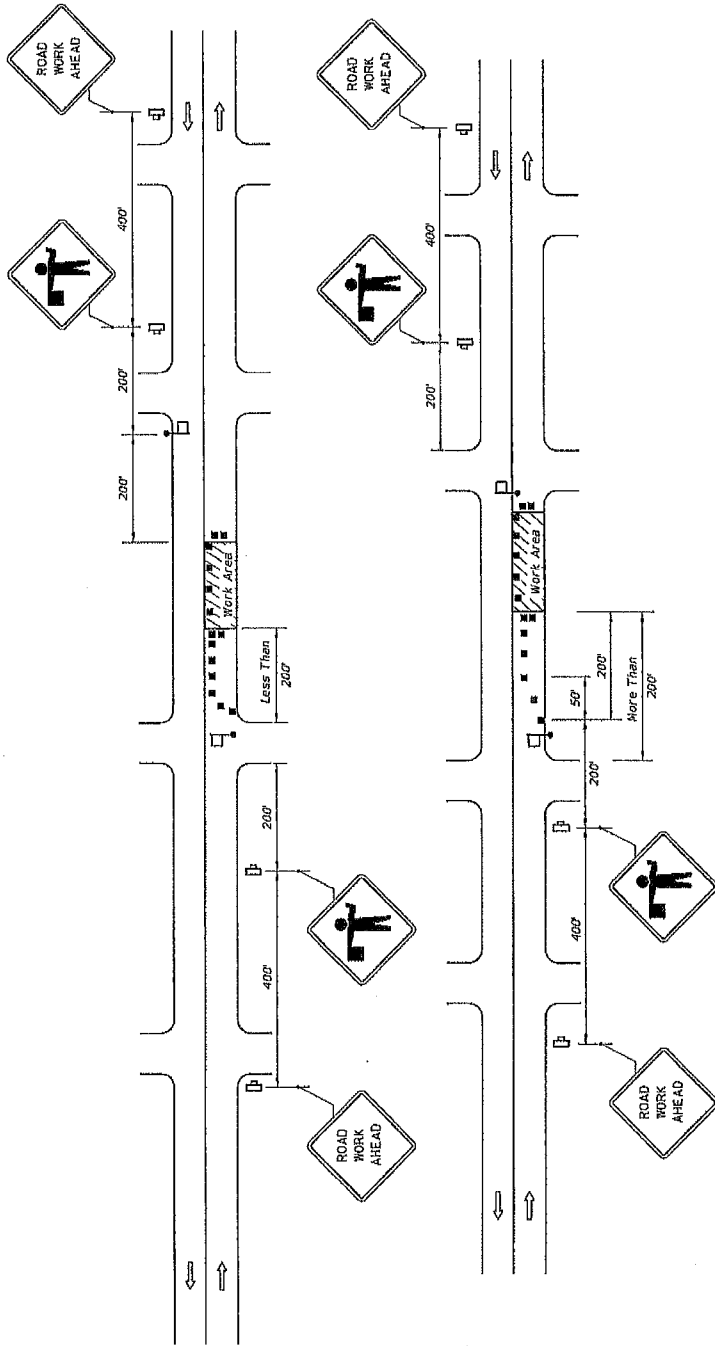 ROAD
WORK
AHEAD
400'
200'
200'
Work Area
Less Than
200'
200'
400'
ROAD
WORK
AHEAD
ROAD
WORK
AHEAD
400'
200'
Work Area
200'
More Than
200'
50'
200'
400'
ROAD
WORK
AHEAD